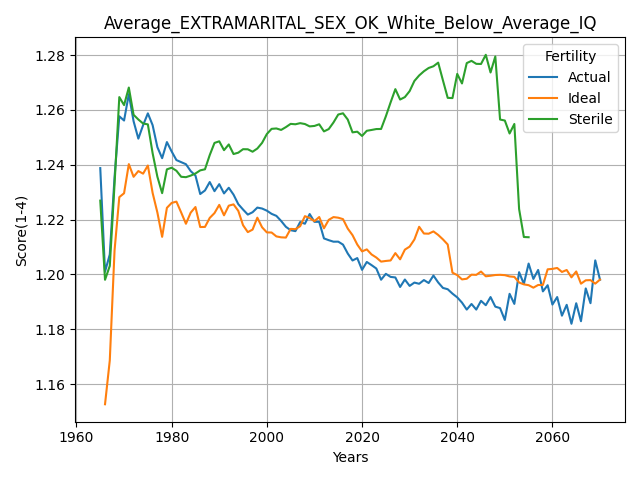 Average_EXTRAMARITAL_SEX_OK_White_Below_Average_IQ
Fertility
Actual
Ideal
Sterile
Score(1-4)
1.28
1.26
1.24
1.22
1.20
1.18
1.16
1960
1980
2000
2020
2040
2060
Years